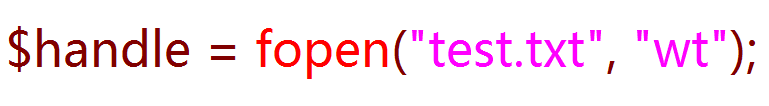 $handle = fopen("test.txt", "wt");